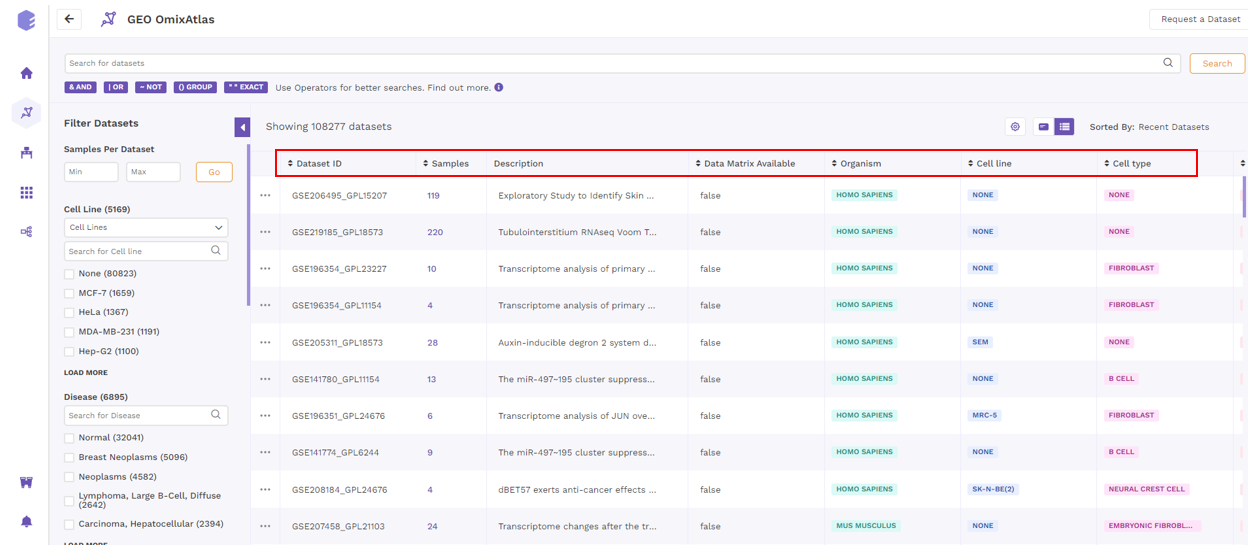 GEO OmixAtlas
Request a Dataset
Search for datasets
Search
& AND
| OR
~ NOT
() GROUP
" " EXACT
Use Operators for better searches. Find out more.
Filter Datasets
Showing 108277 datasets
Sorted By: Recent Datasets
Samples Per Dataset
Min
Max
Go
Cell Line (5169)
Cell Lines
Search for Cell line
None (80823)
MCF-7 (1659)
HeLa (1367)
MDA-MB-231 (1191)
Hep-G2 (1100)
LOAD MORE
Disease (6895)
Search for Disease
Normal (32041)
Breast Neoplasms (5096)
Neoplasms (4582)
Lymphoma, Large B-Cell, Diffuse
(2642)
Carcinoma, Hepatocellular (2394)
LOAD MORE
Dataset ID Samples Description Data Matrix Available Organism Cell line Cell type
GSE206495_GPL15207 119 Exploratory Study to Identify Skin ... false HOMO SAPIENS NONE NONE
GSE219185_GPL18573 220 Tubulointerstitium RNAseq Voom T... false HOMO SAPIENS NONE NONE
GSE196354_GPL23227 10 Transcriptome analysis of primary ... false HOMO SAPIENS NONE FIBROBLAST
GSE196354_GPL11154 4 Transcriptome analysis of primary ... false HOMO SAPIENS NONE FIBROBLAST
GSE205311_GPL18573 28 Auxin-inducible degron 2 system d... false HOMO SAPIENS SEM NONE
GSE141780_GPL11154 13 The miR-497~195 cluster suppress... false HOMO SAPIENS NONE B CELL
GSE196351_GPL24676 6 Transcriptome analysis of JUN ove... false HOMO SAPIENS MRC-5 FIBROBLAST
GSE141774_GPL6244 9 The miR-497~195 cluster suppress... false HOMO SAPIENS NONE B CELL
GSE208184_GPL24676 4 dBET57 exerts anti-cancer effects ... false HOMO SAPIENS SK-N-BE(2) NEURAL CREST CELL
GSE207458_GPL21103 24 Transcriptome changes after the tr... false MUS MUSCULUS NONE EMBRYONIC FIBROBL...